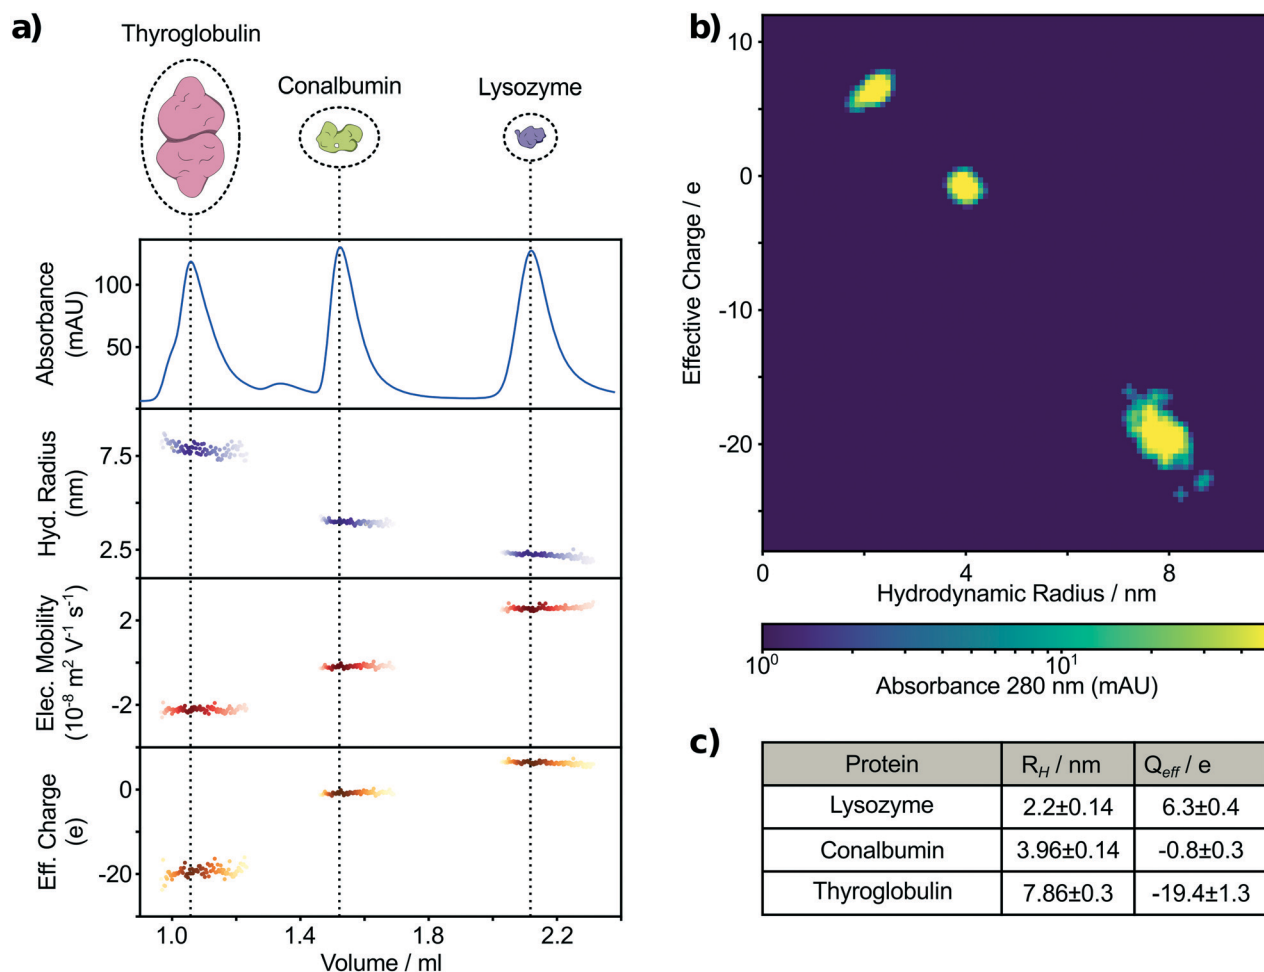 a)
Thyroglobulin
Conalbumin
Lysozyme
Absorbance
(mAU)
100
50
Hyd. Radius
(nm)
7.5
2.5
Elec. Mobility
(10⁻⁸ m² V⁻¹ s⁻¹)
2
-2
Eff. Charge
(e)
0
-20
1.0 1.4 1.8 2.2
Volume / ml
b)
Effective Charge / e
10
0
-10
-20
0 4 8
Hydrodynamic Radius / nm
10⁰ 10¹
Absorbance 280 nm (mAU)
c)
Protein R_H / nm Q_eff / e
Lysozyme 2.2±0.14 6.3±0.4
Conalbumin 3.96±0.14 -0.8±0.3
Thyroglobulin 7.86±0.3 -19.4±1.3